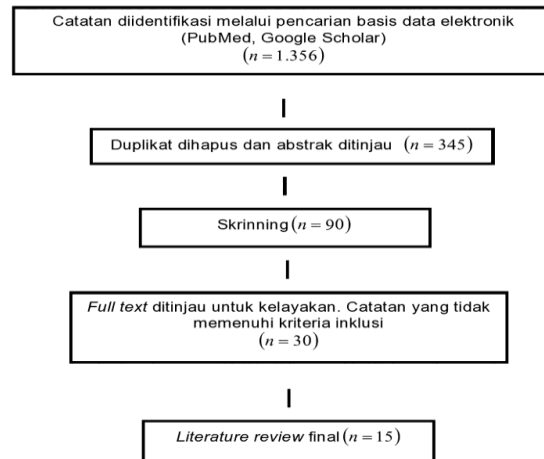 Catatan diidentifikasi melalui pencarian basis data elektronik
(PubMed, Google Scholar)
(n = 1.356)
Duplikat dihapus dan abstrak ditinjau (n = 345)
Skrinning (n = 90)
Full text ditinjau untuk kelayakan. Catatan yang tidak
memenuhi kriteria inklusi
(n = 30)
Literature review final (n = 15)